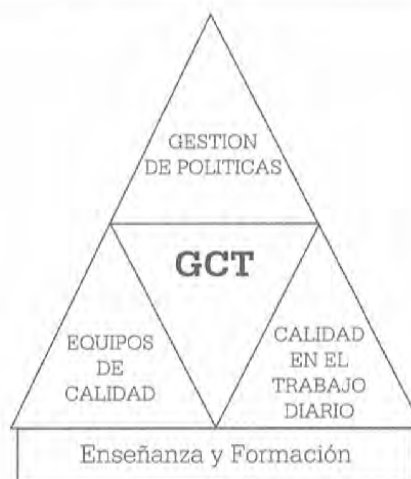 GESTION
DE POLITICAS
GCT
EQUIPOS
DE
CALIDAD
CALIDAD
EN EL
TRABAJO
DIARIO
Enseñanza y Formación